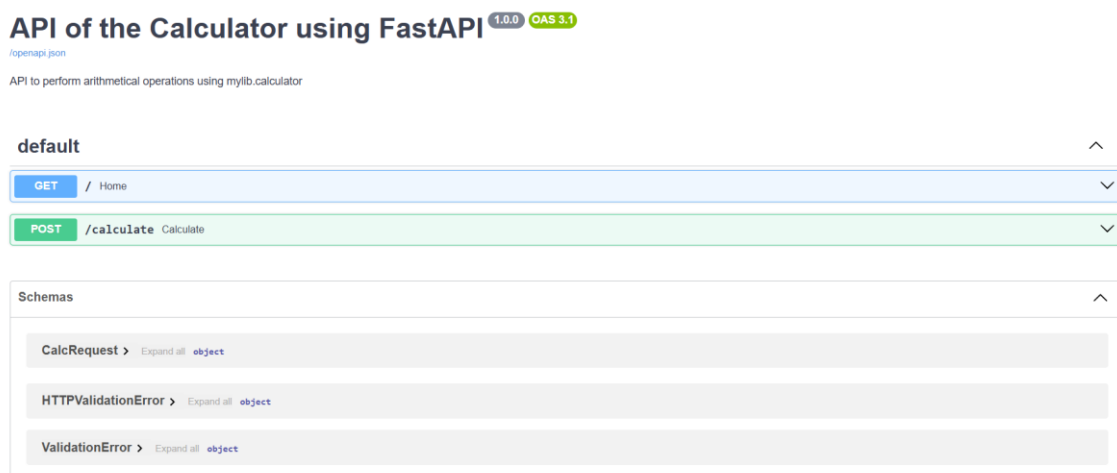 API of the Calculator using FastAPI 1.0.0 OAS 3.1
/openapi.json
API to perform arithmetical operations using mylib.calculator
default
GET / Home
POST /calculate Calculate
Schemas
CalcRequest > Expand all object
HTTPValidationError > Expand all object
ValidationError > Expand all object